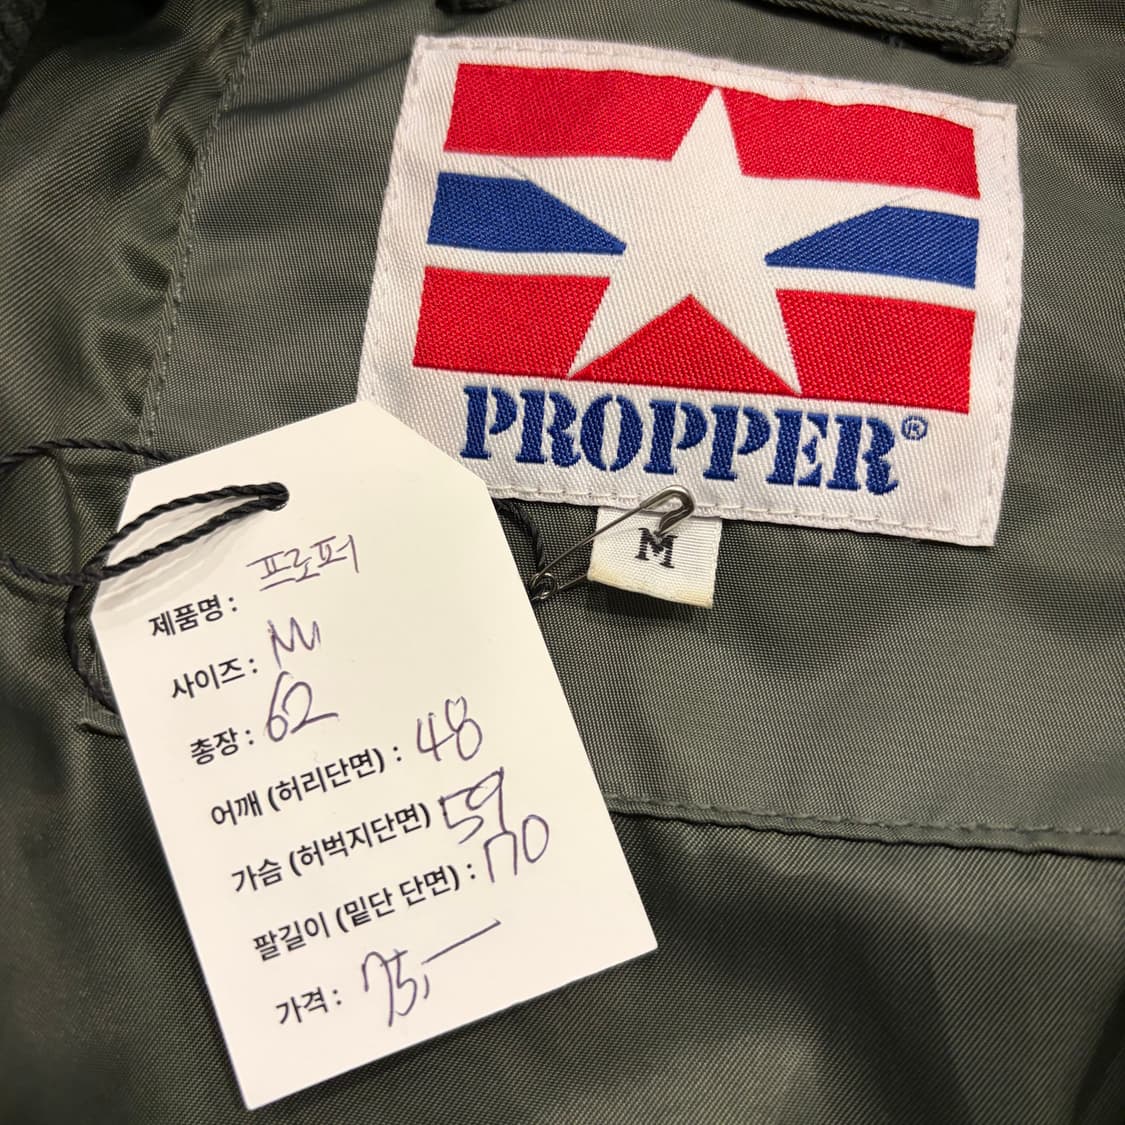 PROPPER®
M
제품명 : 프로퍼
사이즈 : M
총장 : 62
어깨 (허리단면) : 48
가슴 (허벅지단면) 59
팔길이 (밑단 단면) : 70
가격 : 75,—